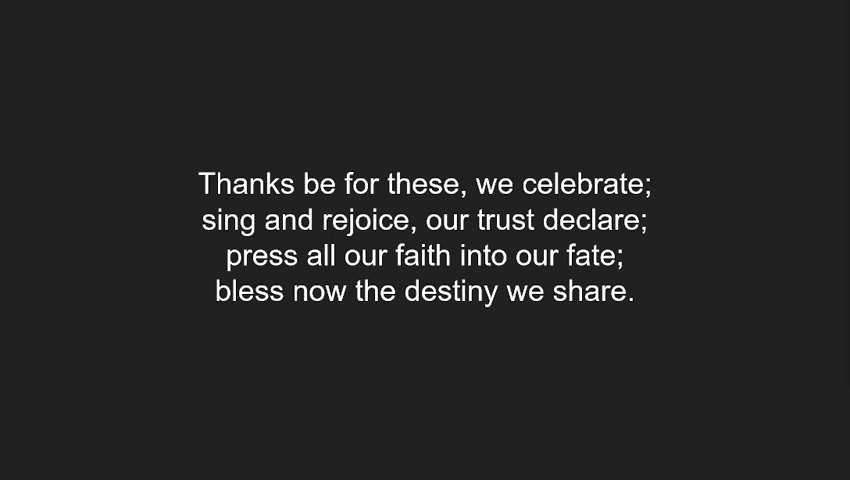 Thanks be for these, we celebrate;
sing and rejoice, our trust declare;
press all our faith into our fate;
bless now the destiny we share.